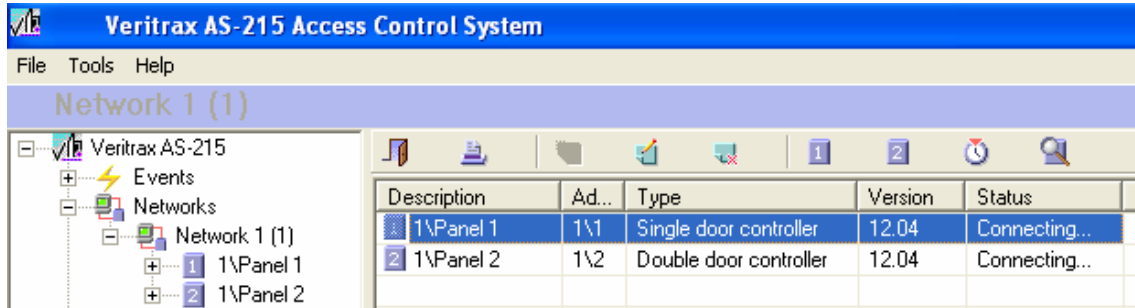 Veritrax AS-215 Access Control System
File Tools Help
Network 1 (1)
Veritrax AS-215
Events
Networks
Network 1 (1)
1\Panel 1
1\Panel 2
1 2
Description Ad... Type Version Status
1\Panel 1 1\1 Single door controller 12.04 Connecting...
2 1\Panel 2 1\2 Double door controller 12.04 Connecting...